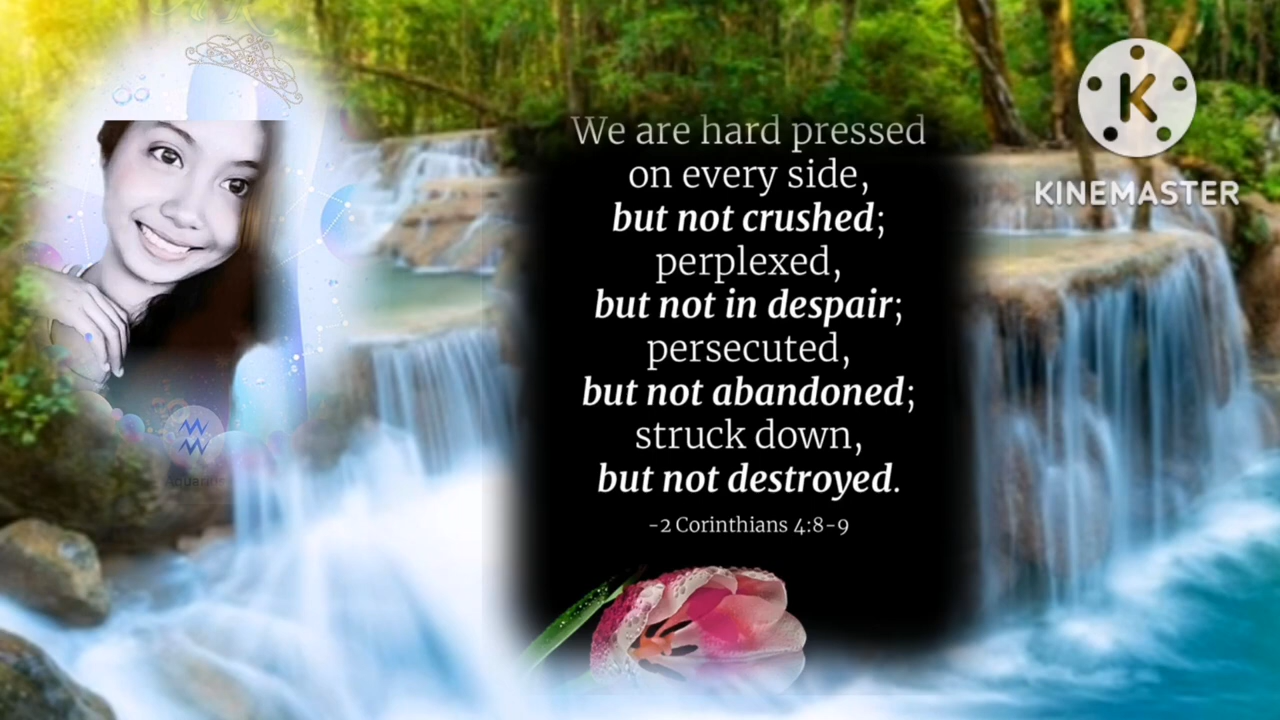 We are hard pressed
on every side,
but not crushed;
perplexed,
but not in despair;
persecuted,
but not abandoned;
struck down,
but not destroyed.
-2 Corinthians 4:8-9
K
KINEMASTER
Aquarius